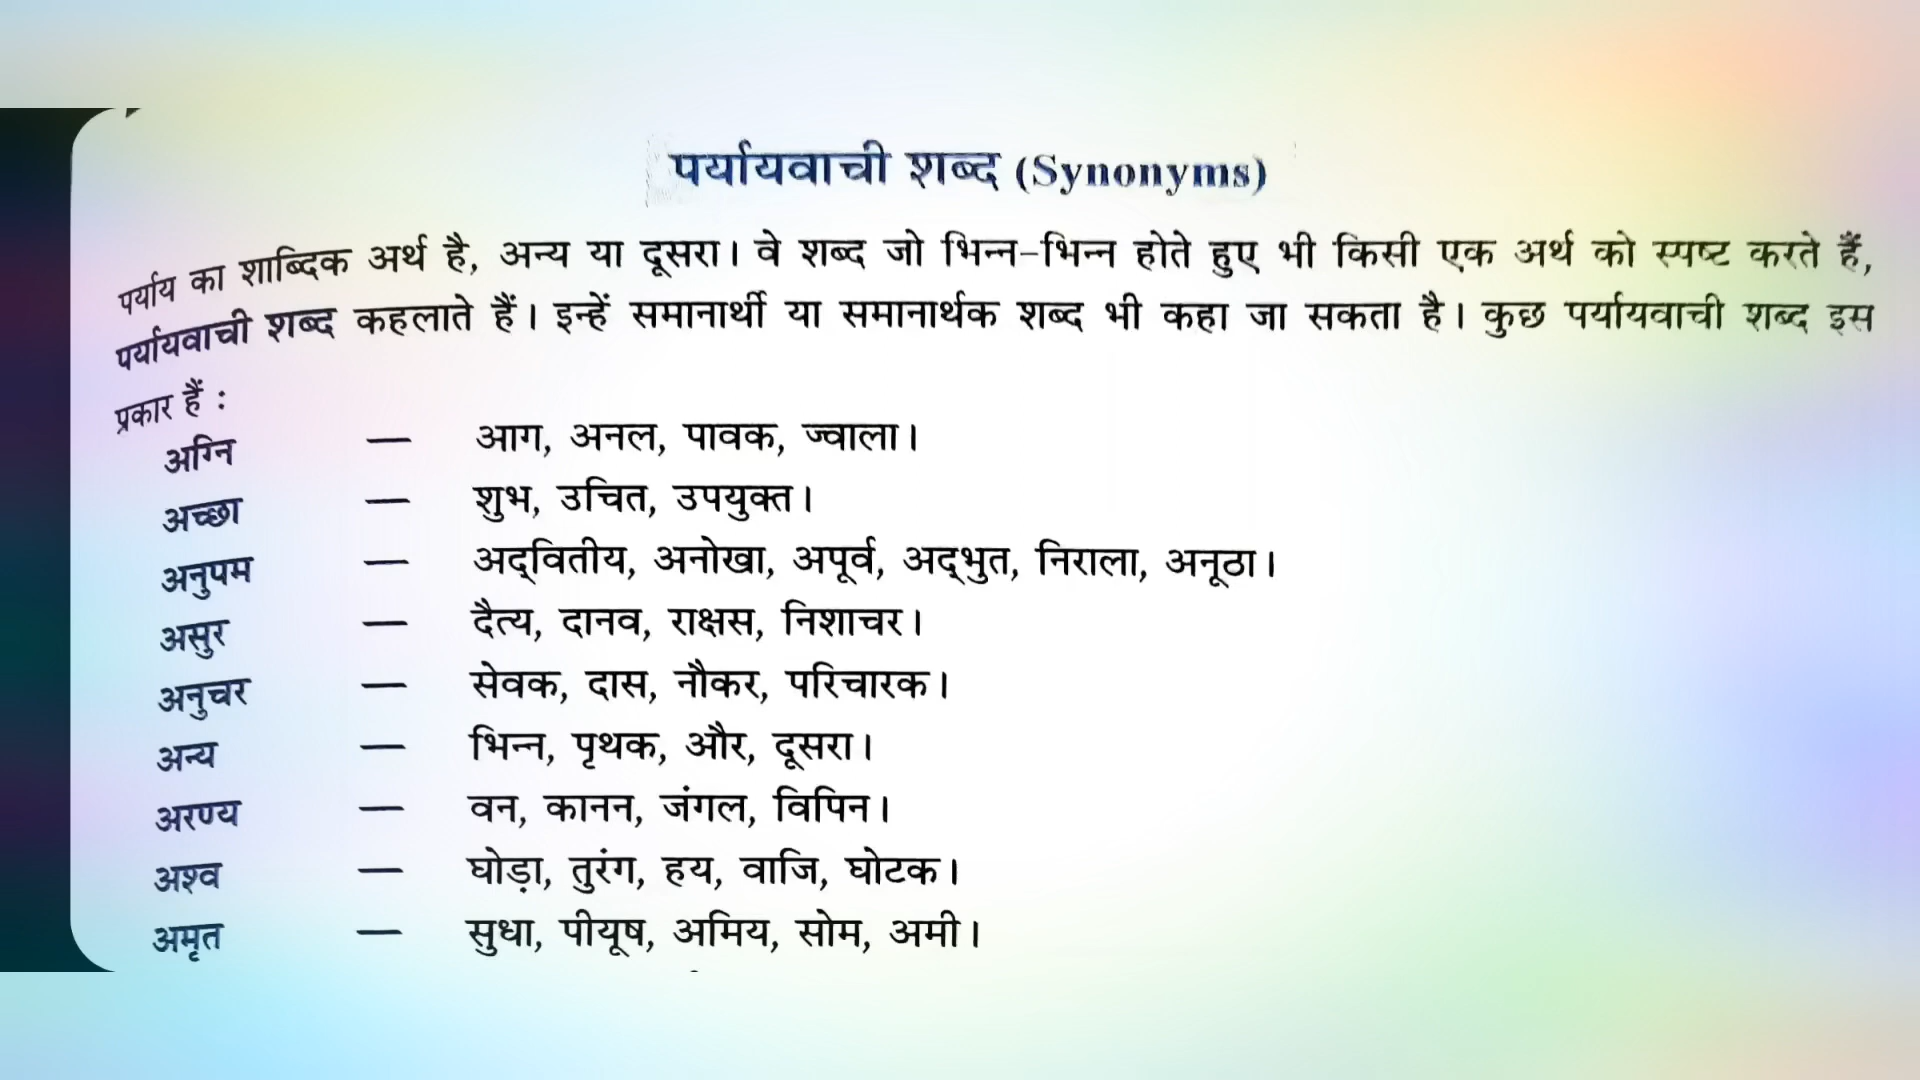 पर्यायवाची शब्द (Synonyms)
पर्याय का शाब्दिक अर्थ है, अन्य या दूसरा। वे शब्द जो भिन्न-भिन्न होते हुए भी किसी एक अर्थ को स्पष्ट करते हैं,
पर्यायवाची शब्द कहलाते हैं। इन्हें समानार्थी या समानार्थक शब्द भी कहा जा सकता है। कुछ पर्यायवाची शब्द इस
प्रकार हैं :
अग्नि — आग, अनल, पावक, ज्वाला।
अच्छा — शुभ, उचित, उपयुक्त।
अनुपम — अद्‌वितीय, अनोखा, अपूर्व, अद्‌भुत, निराला, अनूठा।
असुर — दैत्य, दानव, राक्षस, निशाचर।
अनुचर — सेवक, दास, नौकर, परिचारक।
अन्य — भिन्न, पृथक, और, दूसरा।
अरण्य — वन, कानन, जंगल, विपिन।
अश्व — घोड़ा, तुरंग, हय, वाजि, घोटक।
अमृत — सुधा, पीयूष, अमिय, सोम, अमी।